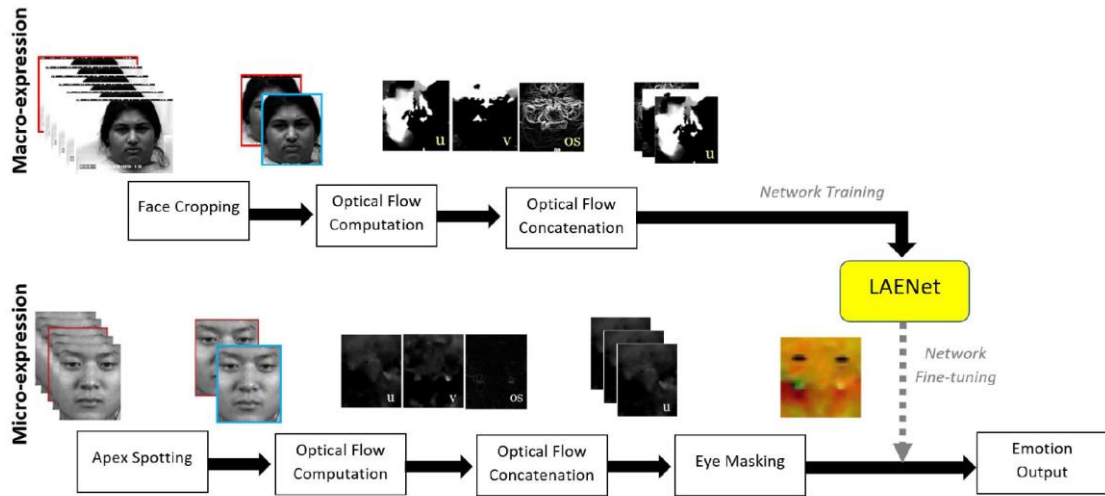 Macro-expression
u
v
os
u
Face Cropping
Optical Flow
Computation
Optical Flow
Concatenation
Network Training
LAENet
Network
Fine-tuning
Micro-expression
u
v
os
u
Apex Spotting
Optical Flow
Computation
Optical Flow
Concatenation
Eye Masking
Emotion
Output